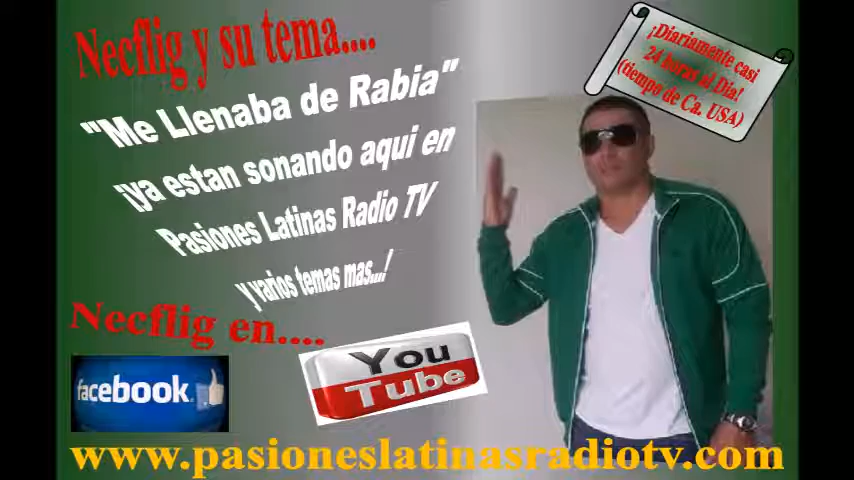 Necflig y su tema....
¡Diariamente casi
24 horas al Dia!
(tiempo de Ca. USA)
"Me Llenaba de Rabia"
¡ya estan sonando aqui en
Pasiones Latinas Radio TV
y varios temas mas...!
Necflig en....
facebook.
You
Tube
www.pasioneslatinasradiotv.com